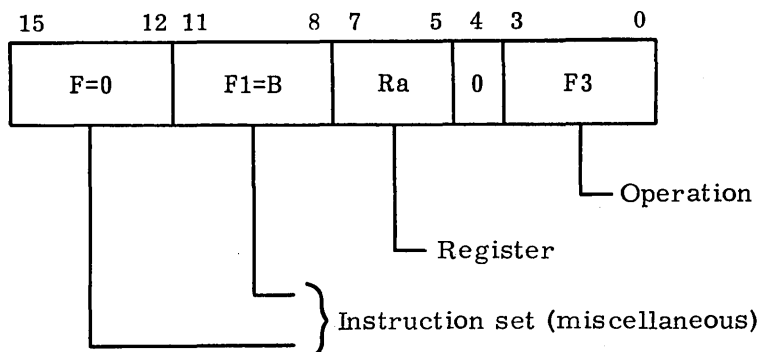 15 12 11 8 7 5 4 3 0
F=0 F1=B Ra 0 F3
Operation
Register
Instruction set (miscellaneous)